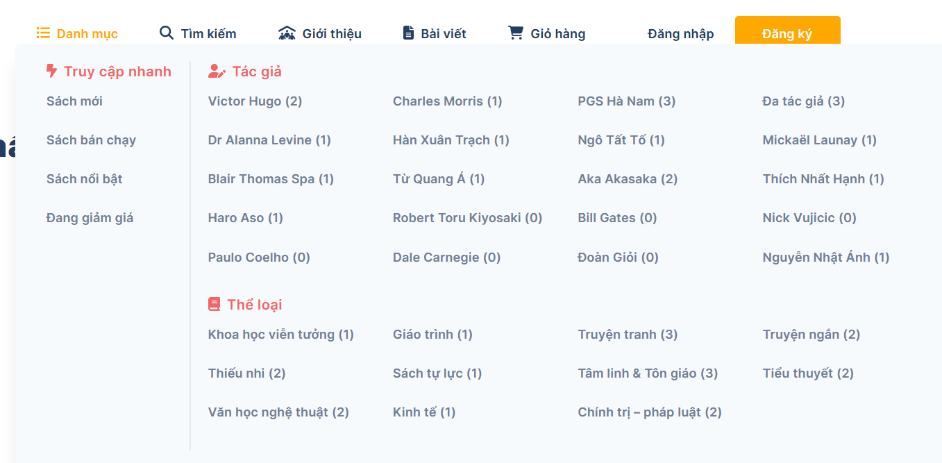 Danh mục Tìm kiếm Giới thiệu Bài viết Giỏ hàng Đăng nhập Đăng ký
Truy cập nhanh
Sách mới
Sách bán chạy
Sách nổi bật
Đang giảm giá
Tác giả
Victor Hugo (2) Charles Morris (1) PGS Hà Nam (3) Đa tác giả (3)
Dr Alanna Levine (1) Hàn Xuân Trạch (1) Ngô Tất Tố (1) Mickaël Launay (1)
Blair Thomas Spa (1) Từ Quang Á (1) Aka Akasaka (2) Thích Nhất Hạnh (1)
Haro Aso (1) Robert Toru Kiyosaki (0) Bill Gates (0) Nick Vujicic (0)
Paulo Coelho (0) Dale Carnegie (0) Đoàn Giỏi (0) Nguyễn Nhật Ánh (1)
Thể loại
Khoa học viễn tưởng (1) Giáo trình (1) Truyện tranh (3) Truyện ngắn (2)
Thiếu nhi (2) Sách tự lực (1) Tâm linh & Tôn giáo (3) Tiểu thuyết (2)
Văn học nghệ thuật (2) Kinh tế (1) Chính trị – pháp luật (2)